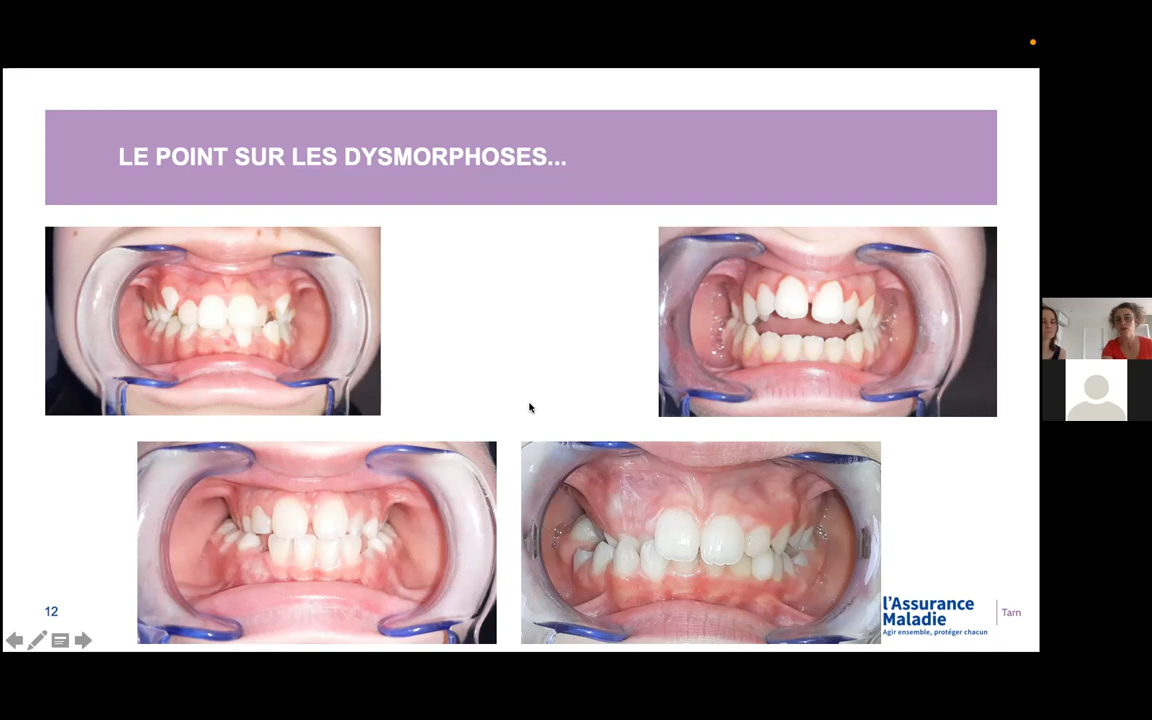 LE POINT SUR LES DYSMORPHOSES...
12
l'Assurance
Maladie
Agir ensemble, protéger chacun
Tarn